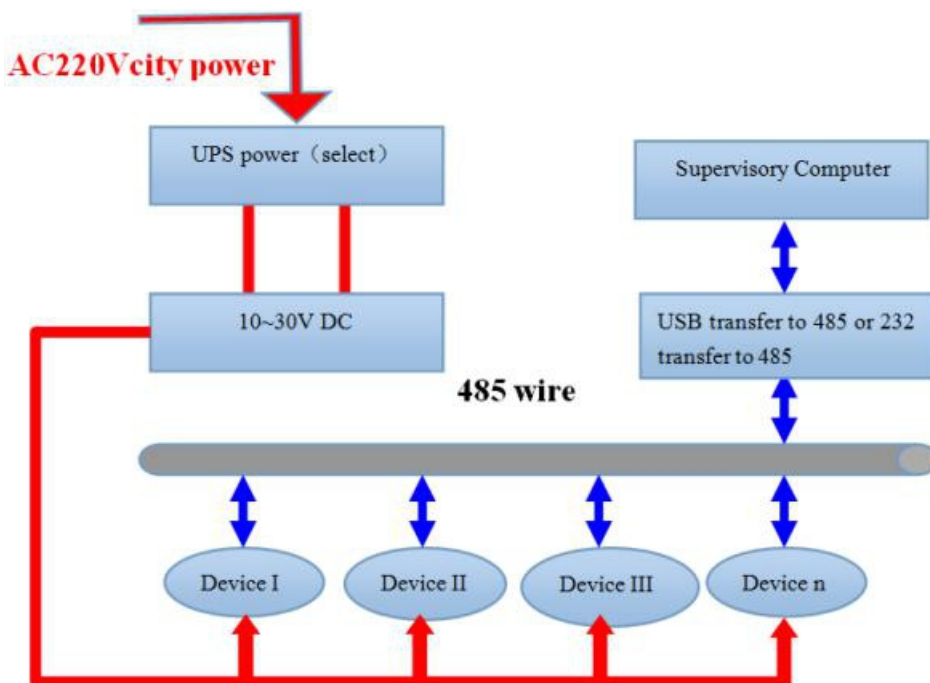 AC220Vcity power
UPS power（select）
Supervisory Computer
10~30V DC
USB transfer to 485 or 232
transfer to 485
485 wire
Device I
Device II
Device III
Device n